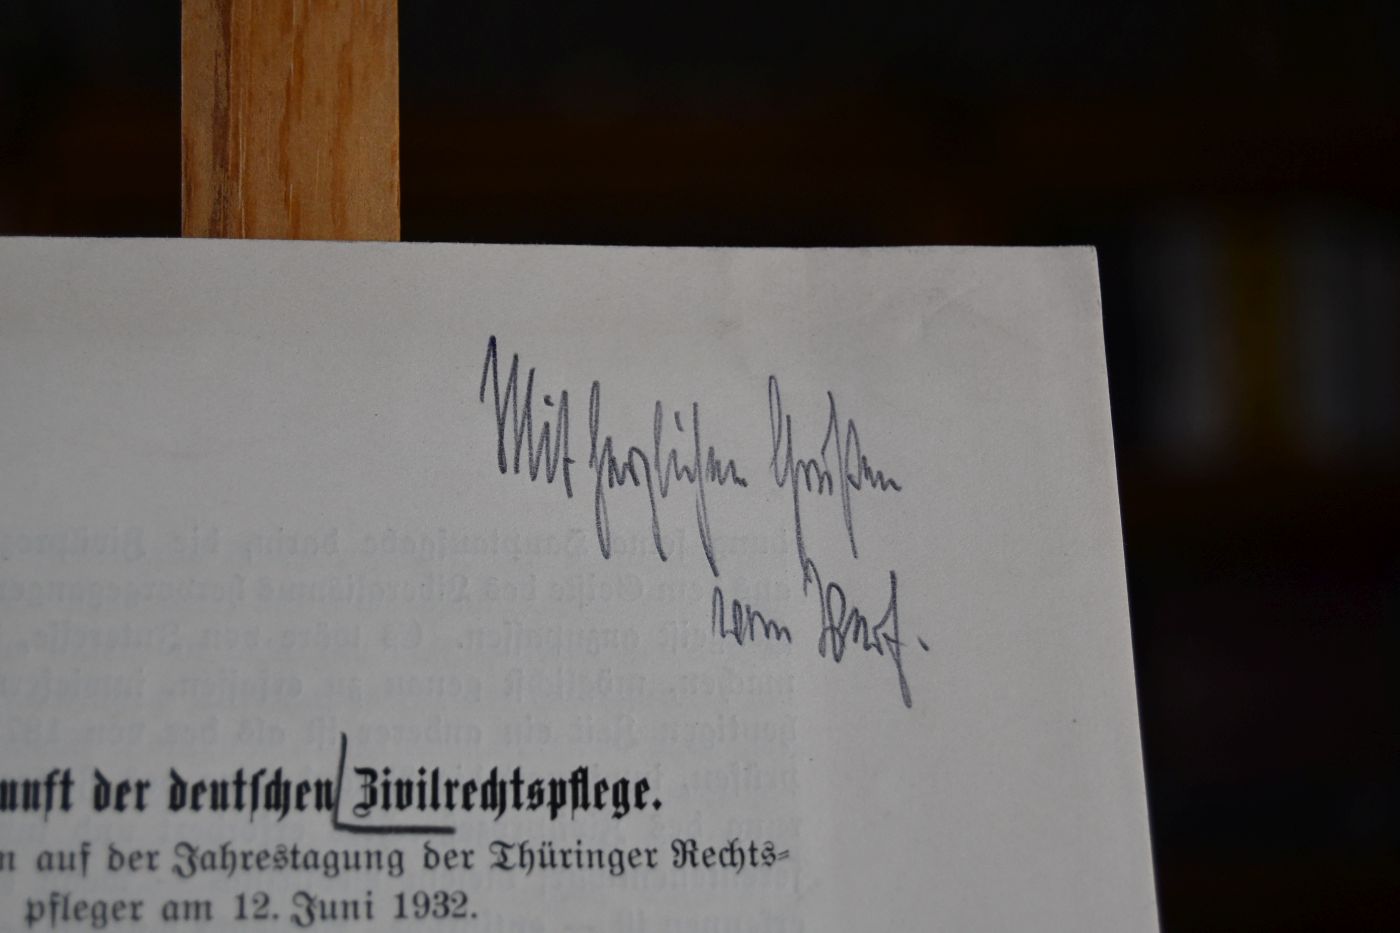 Mit herzlichen Grüßen
vom Verf.
unft der deutschen Zivilrechtspflege.
n auf der Jahrestagung der Thüringer Rechts-
pfleger am 12. Juni 1932.